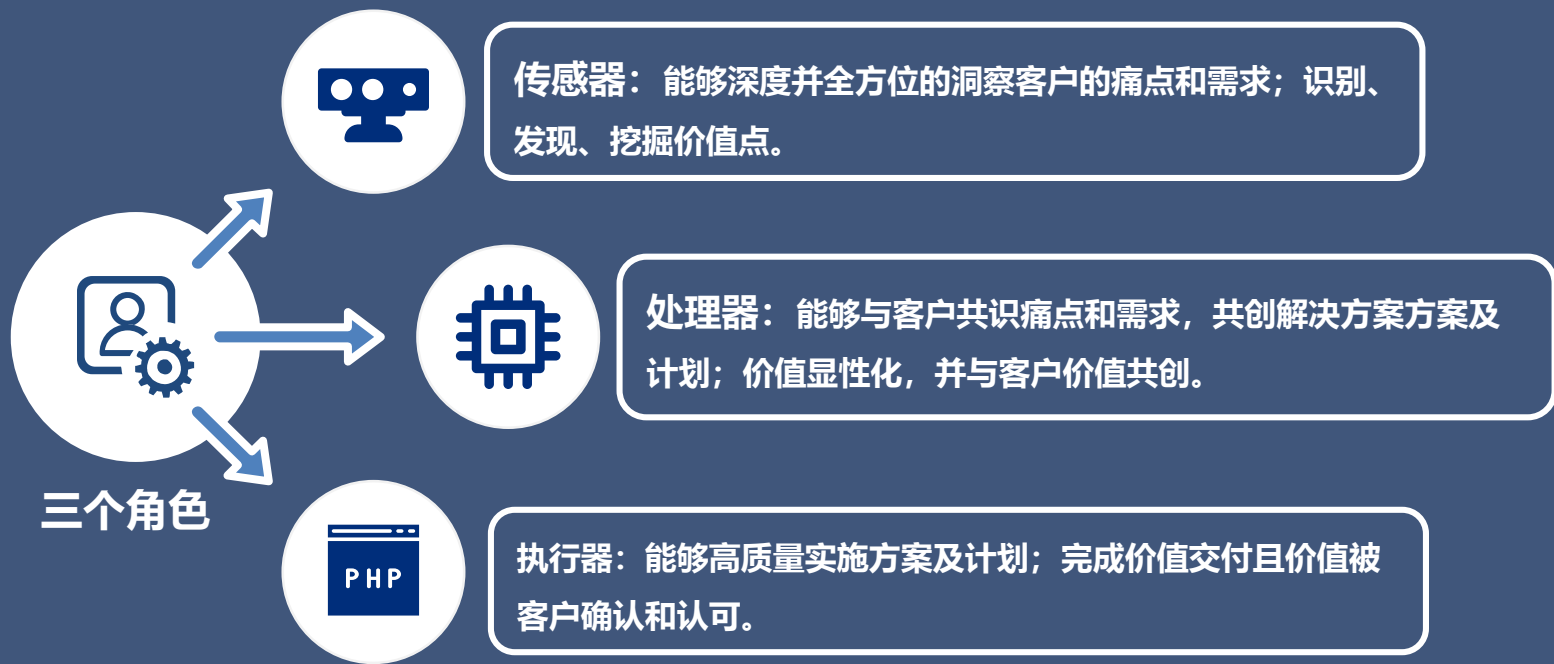 传感器：能够深度并全方位的洞察客户的痛点和需求；识别、
发现、挖掘价值点。
处理器：能够与客户共识痛点和需求，共创解决方案方案及
计划；价值显性化，并与客户价值共创。
三个角色
PHP
执行器：能够高质量实施方案及计划；完成价值交付且价值被
客户确认和认可。